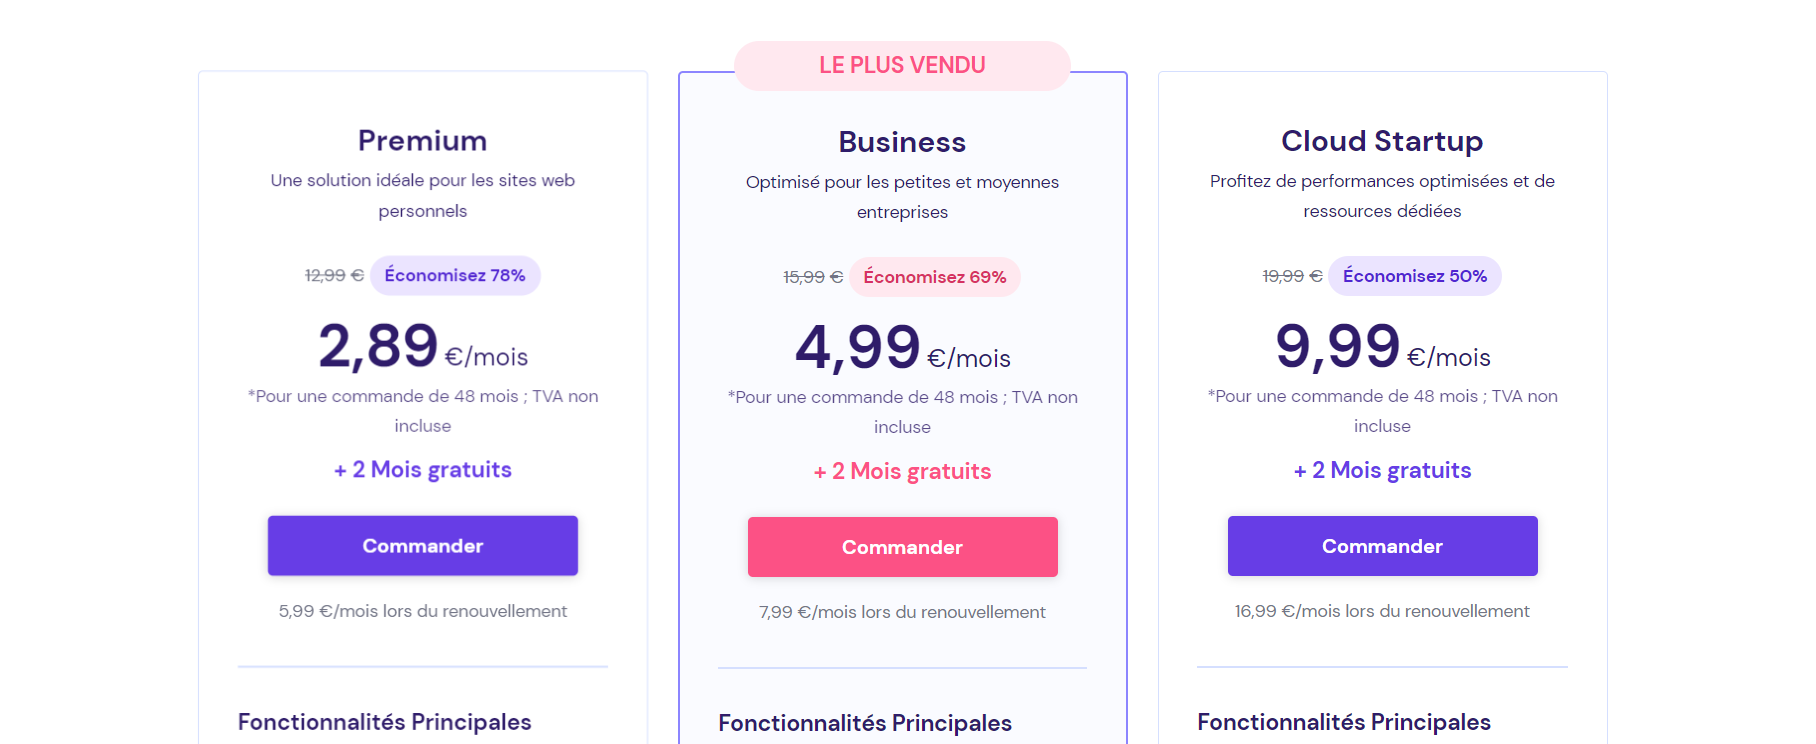 Premium
Une solution idéale pour les sites web
personnels
12,99 € Économisez 78%
2,89 €/mois
*Pour une commande de 48 mois ; TVA non
incluse
+ 2 Mois gratuits
Commander
5,99 €/mois lors du renouvellement
Fonctionnalités Principales
LE PLUS VENDU
Business
Optimisé pour les petites et moyennes
entreprises
15,99 € Économisez 69%
4,99 €/mois
*Pour une commande de 48 mois ; TVA non
incluse
+ 2 Mois gratuits
Commander
7,99 €/mois lors du renouvellement
Fonctionnalités Principales
Cloud Startup
Profitez de performances optimisées et de
ressources dédiées
19,99 € Économisez 50%
9,99 €/mois
*Pour une commande de 48 mois ; TVA non
incluse
+ 2 Mois gratuits
Commander
16,99 €/mois lors du renouvellement
Fonctionnalités Principales